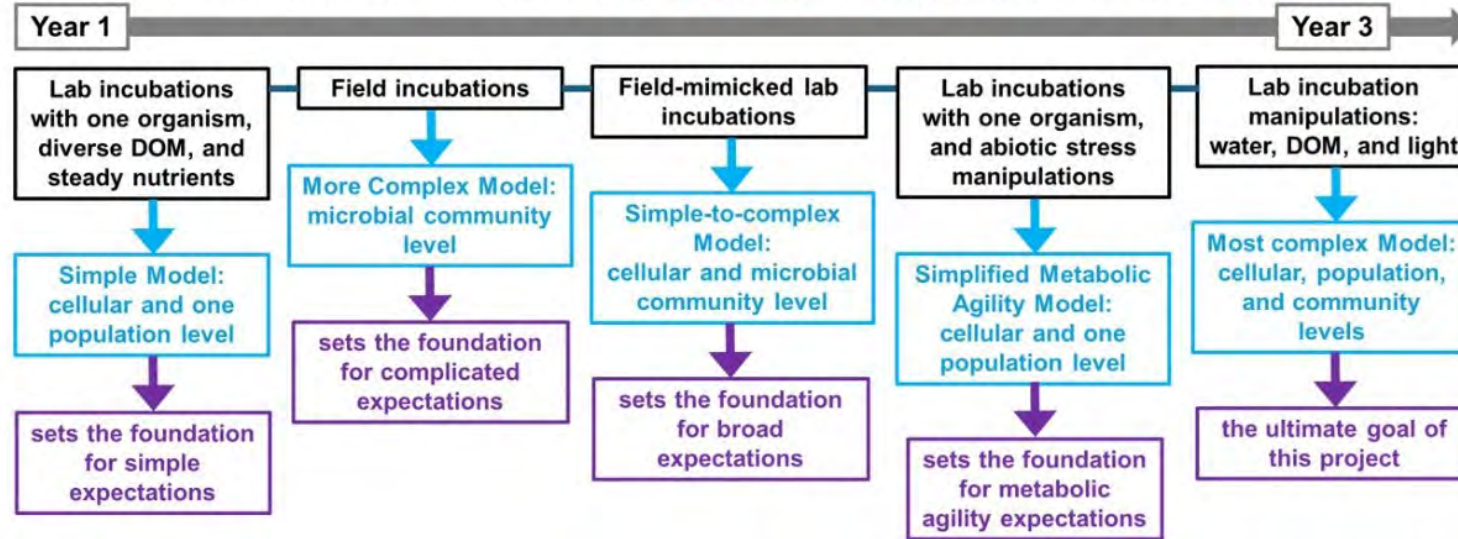 Year 1
Year 3
Lab incubations
with one organism,
diverse DOM, and
steady nutrients
Simple Model:
cellular and one
population level
sets the foundation
for simple
expectations
Field incubations
More Complex Model:
microbial community
level
sets the foundation
for complicated
expectations
Field-mimicked lab
incubations
Simple-to-complex
Model:
cellular and microbial
community level
sets the foundation
for broad
expectations
Lab incubations
with one organism,
and abiotic stress
manipulations
Simplified Metabolic
Agility Model:
cellular and one
population level
sets the foundation
for metabolic
agility expectations
Lab incubation
manipulations:
water, DOM, and light
Most complex Model:
cellular, population,
and community
levels
the ultimate goal of
this project